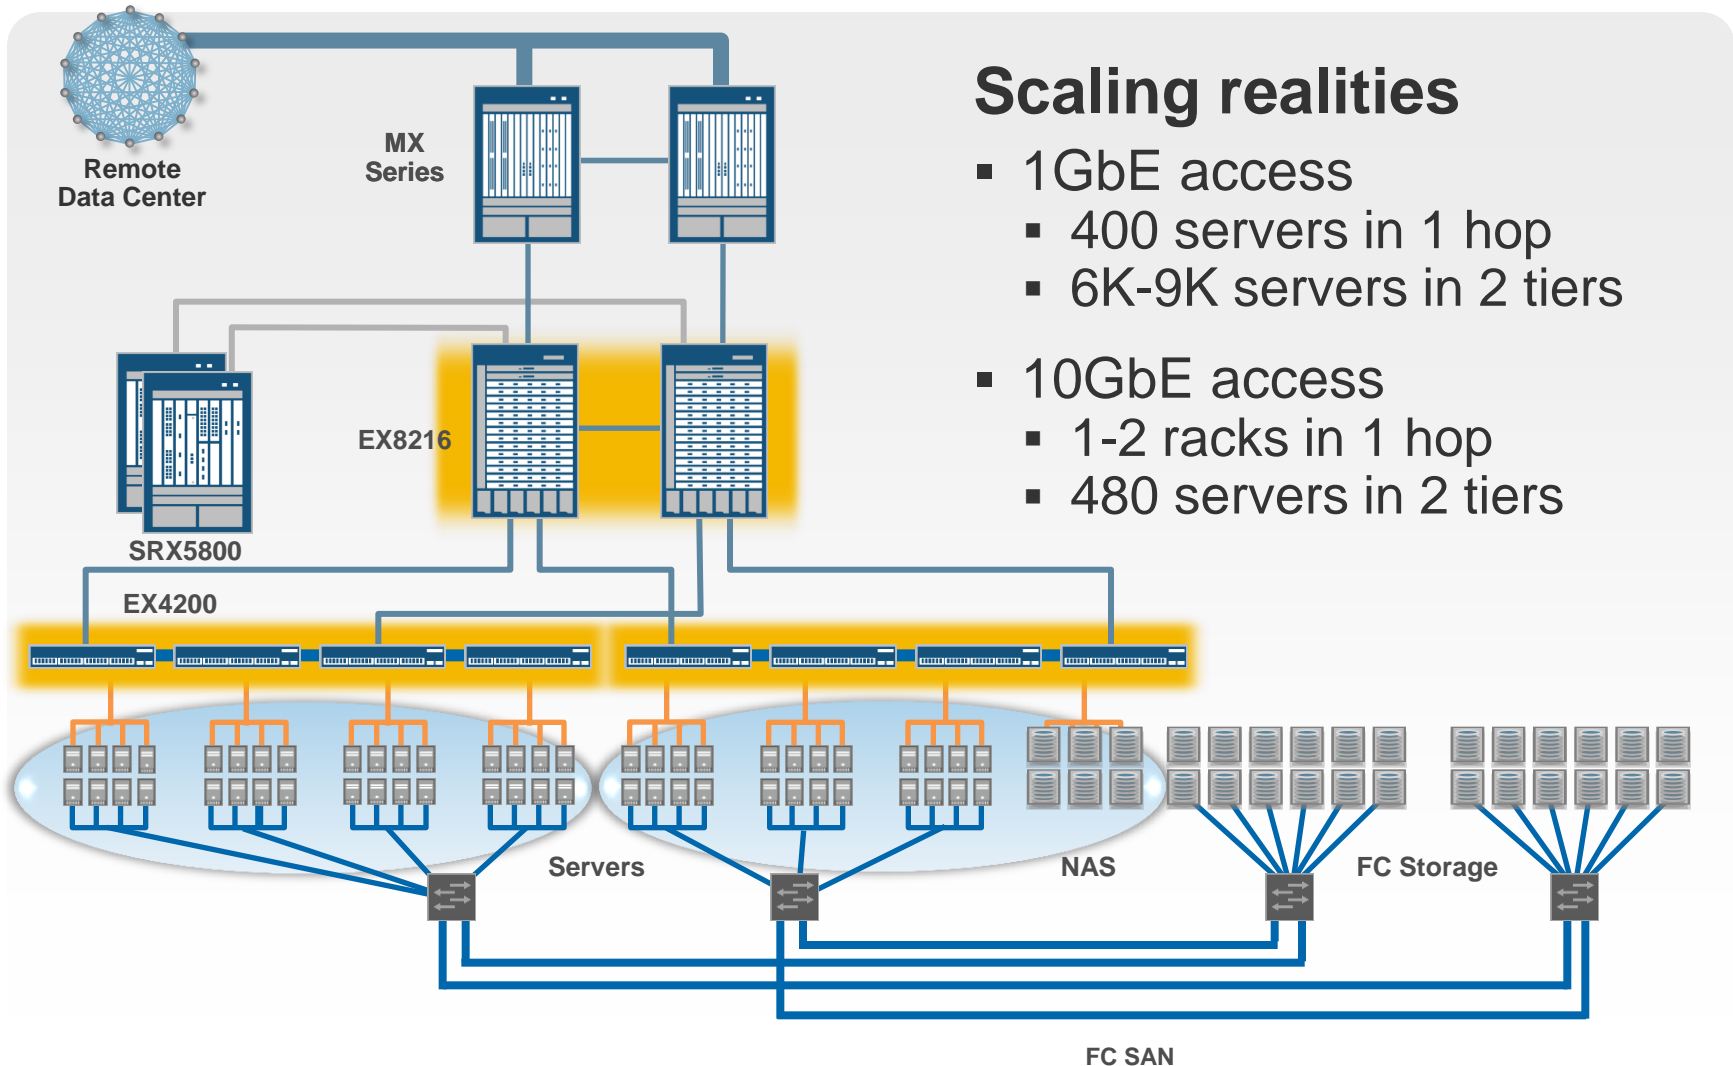 Scaling realities
▪ 1GbE access
▪ 400 servers in 1 hop
▪ 6K-9K servers in 2 tiers
▪ 10GbE access
▪ 1-2 racks in 1 hop
▪ 480 servers in 2 tiers
Remote
Data Center
MX
Series
EX8216
SRX5800
EX4200
Servers
NAS
FC Storage
FC SAN